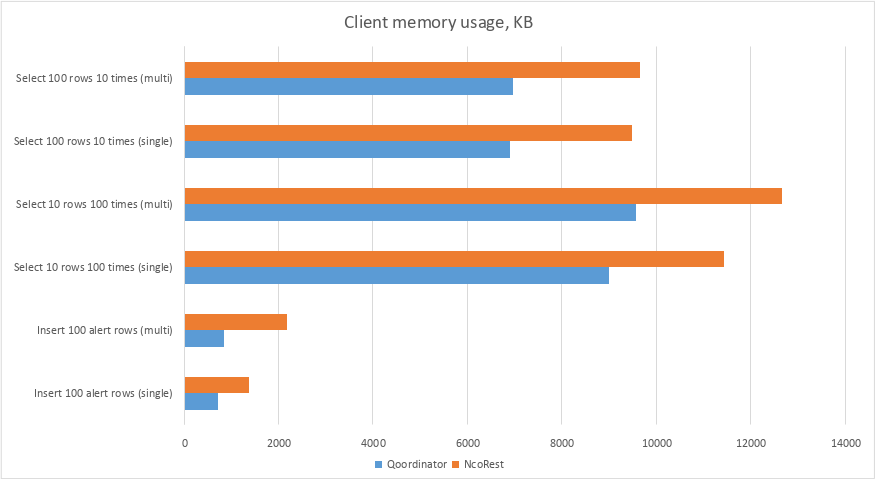 Client memory usage, KB
Select 100 rows 10 times (multi)
Select 100 rows 10 times (single)
Select 10 rows 100 times (multi)
Select 10 rows 100 times (single)
Insert 100 alert rows (multi)
Insert 100 alert rows (single)
0 2000 4000 6000 8000 10000 12000 14000
Qoordinator NcoRest